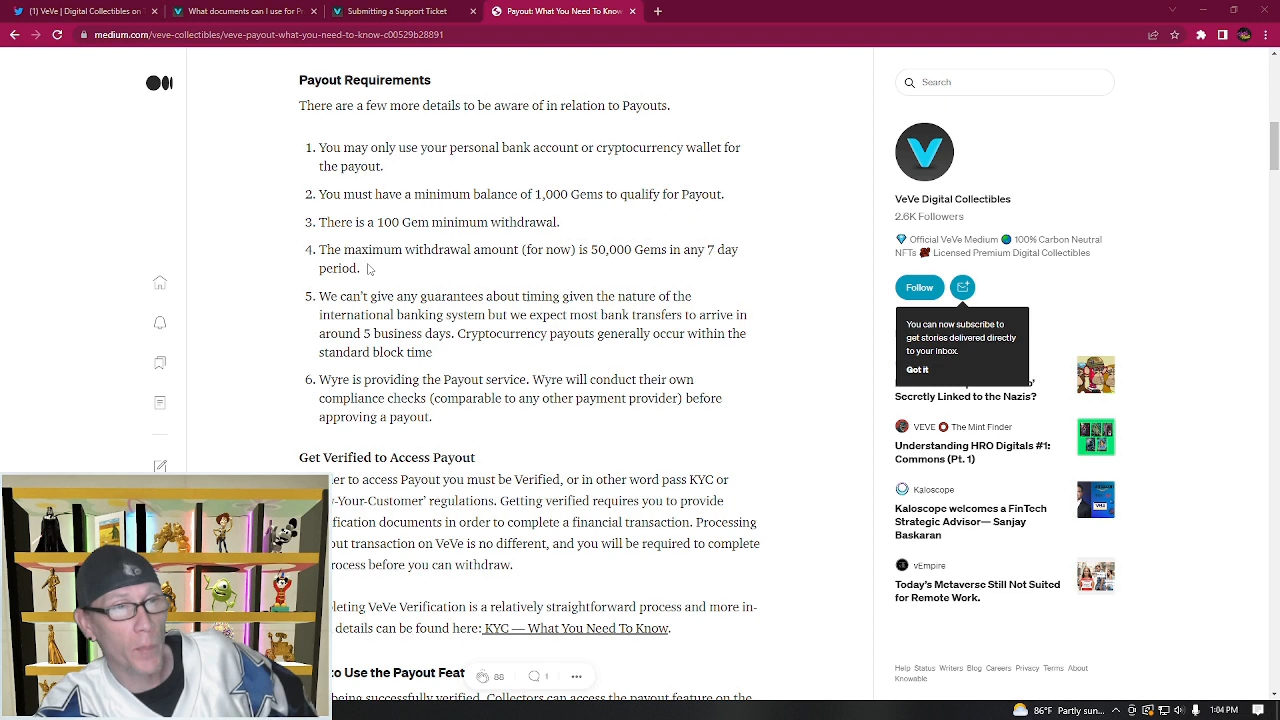 (1) VeVe | Digital Collectibles on
What documents can I use for Pr
Submitting a Support Ticket
Payout: What You Need To Know
medium.com/veve-collectibles/veve-payout-what-you-need-to-know-c00529b28891
Payout Requirements
There are a few more details to be aware of in relation to Payouts.
1. You may only use your personal bank account or cryptocurrency wallet for
the payout.
2. You must have a minimum balance of 1,000 Gems to qualify for Payout.
3. There is a 100 Gem minimum withdrawal.
4. The maximum withdrawal amount (for now) is 50,000 Gems in any 7 day
period.
5. We can't give any guarantees about timing given the nature of the
international banking system but we expect most bank transfers to arrive in
around 5 business days. Cryptocurrency payouts generally occur within the
standard block time
6. Wyre is providing the Payout service. Wyre will conduct their own
compliance checks (comparable to any other payment provider) before
approving a payout.
Get Verified to Access Payout
er to access Payout you must be Verified, or in other word pass KYC or
-Your-Customer' regulations. Getting verified requires you to provide
fication documents in order to complete a financial transaction. Processing
out transaction on VeVe is no different, and you will be required to complete
rocess before you can withdraw.
leting VeVe Verification is a relatively straightforward process and more in-
details can be found here: KYC — What You Need To Know.
to Use the Payout Feat
88
1
being successfully verified, Collectors can access the Payout feature on the
Search
VeVe Digital Collectibles
2.6K Followers
Official VeVe Medium 100% Carbon Neutral
NFTs Licensed Premium Digital Collectibles
Follow
You can now subscribe to
get stories delivered directly
to your inbox.
Got it
Secretly Linked to the Nazis?
VEVE The Mint Finder
Understanding HRO Digitals #1:
Commons (Pt. 1)
Kaloscope
Kaloscope welcomes a FinTech
Strategic Advisor— Sanjay
Baskaran
vEmpire
Today's Metaverse Still Not Suited
for Remote Work.
Help Status Writers Blog Careers Privacy Terms About
Knowable
86°F Partly sun...
1:04 PM